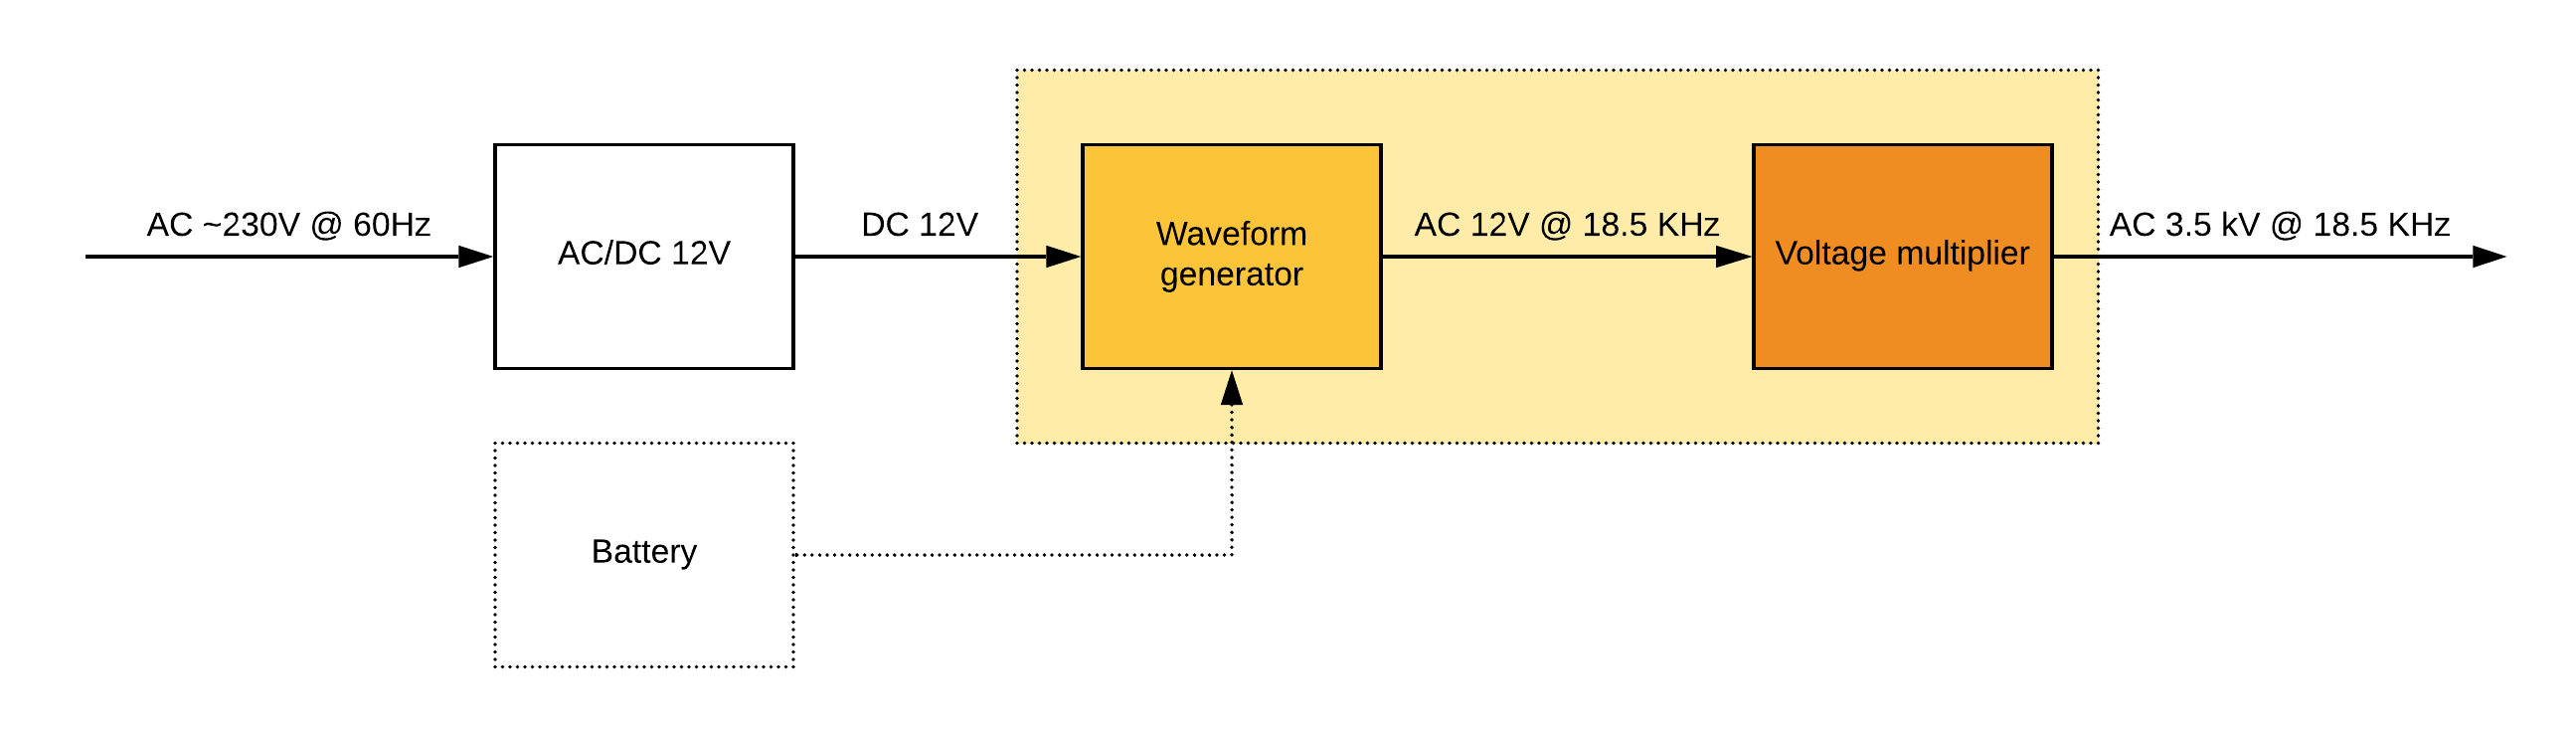 AC ~230V @ 60Hz
AC/DC 12V
DC 12V
Waveform
generator
AC 12V @ 18.5 KHz
Voltage multiplier
AC 3.5 kV @ 18.5 KHz
Battery